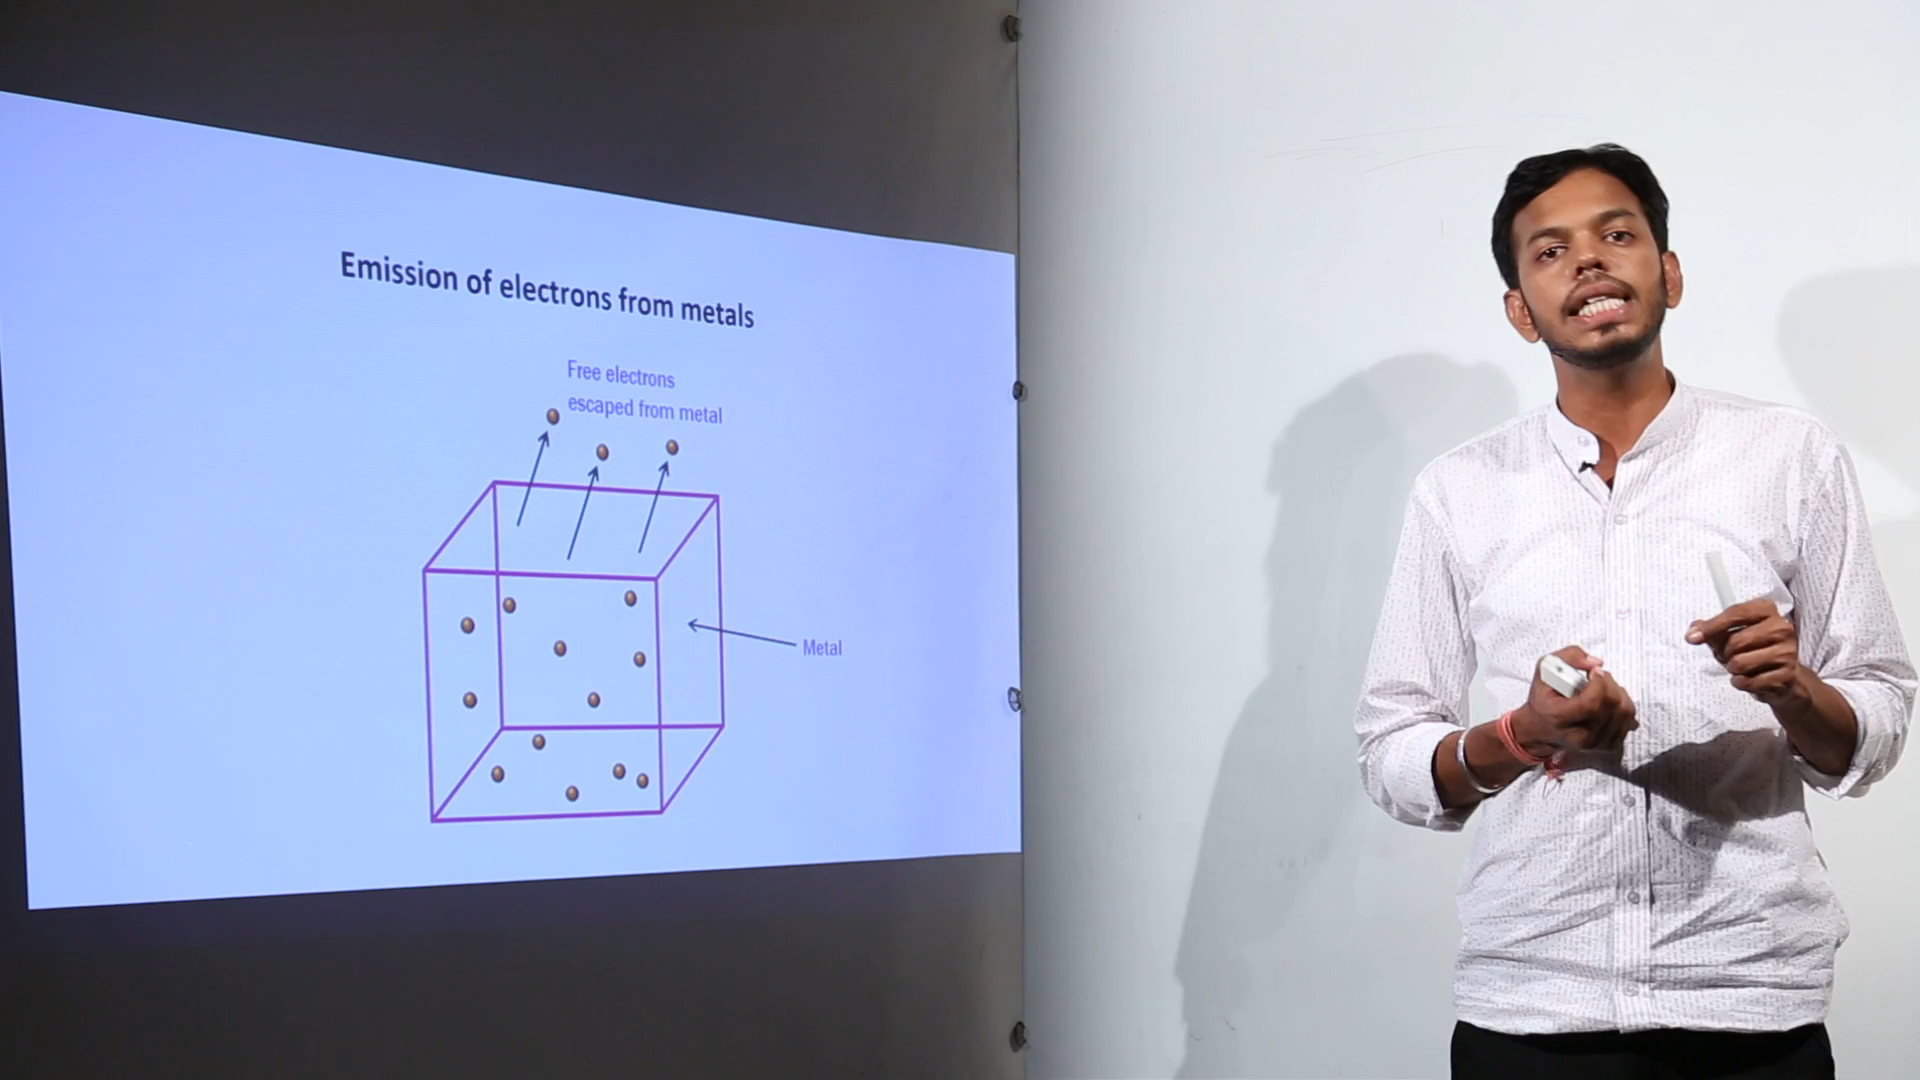 Emission of electrons from metals
Free electrons
escaped from metal
Metal